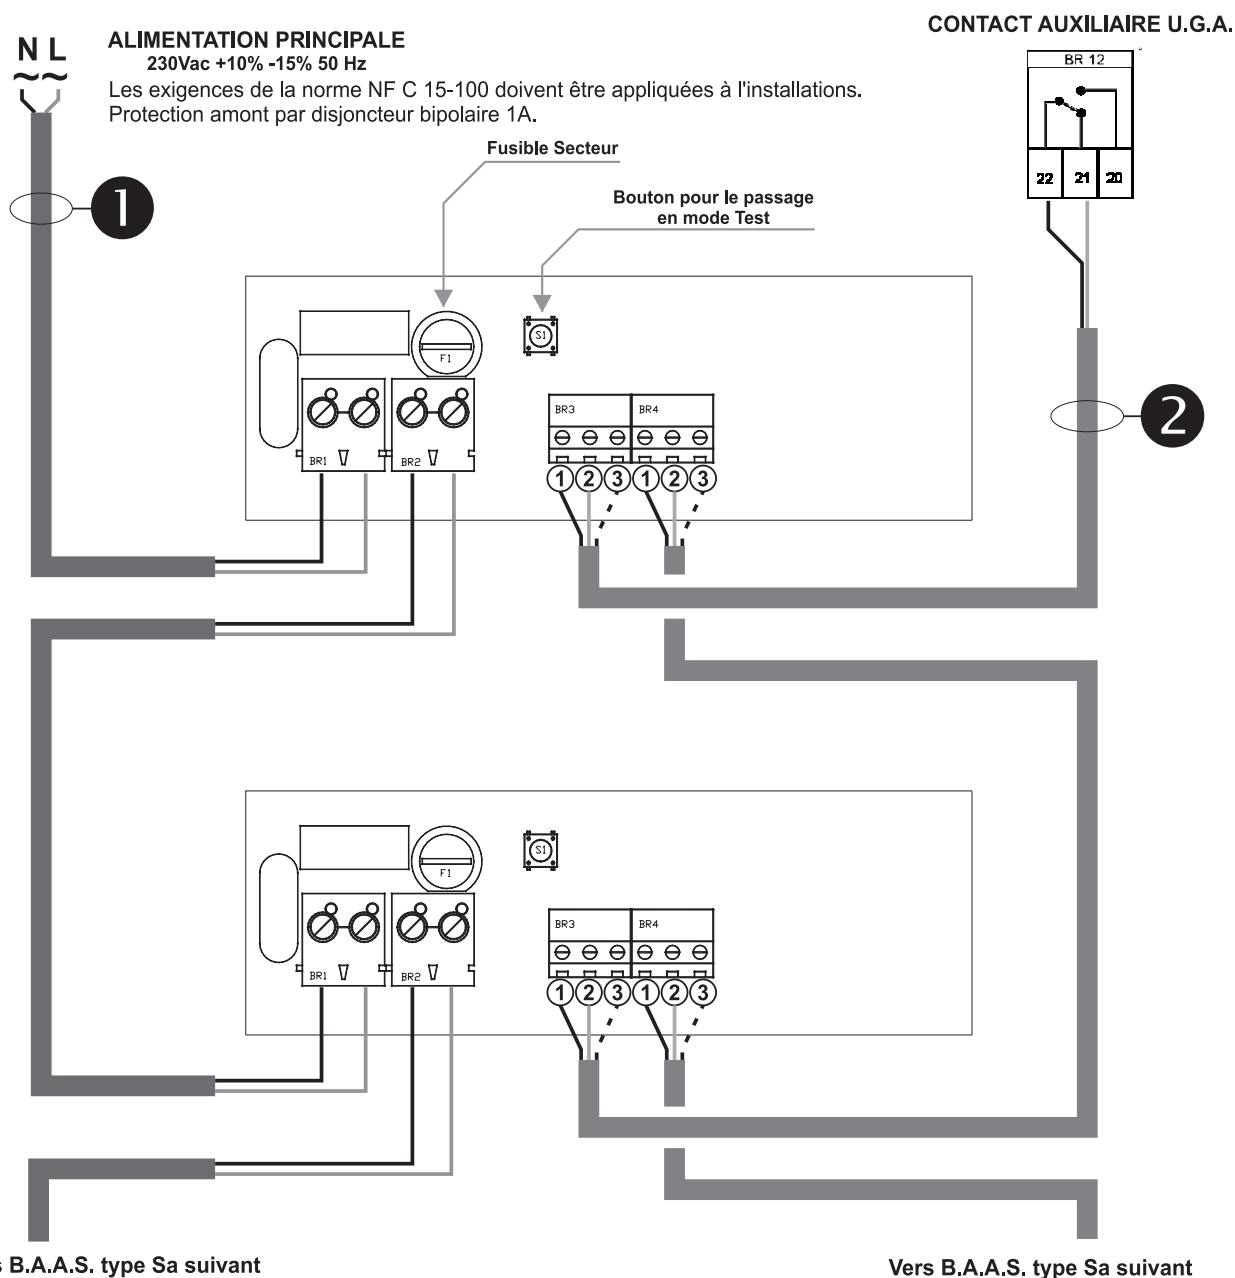 CONTACT AUXILIAIRE U.G.A.
N L
ALIMENTATION PRINCIPALE
230Vac +10% -15% 50 Hz
Les exigences de la norme NF C 15-100 doivent être appliquées à l'installations.
Protection amont par disjoncteur bipolaire 1A.
BR 12
22 21 20
Fusible Secteur
Bouton pour le passage
en mode Test
1
2
F1
S1
BR1
BR2
BR3
BR4
1 2 3 1 2 3
F1
S1
BR1
BR2
BR3
BR4
1 2 3 1 2 3
B.A.A.S. type Sa suivant
Vers B.A.A.S. type Sa suivant